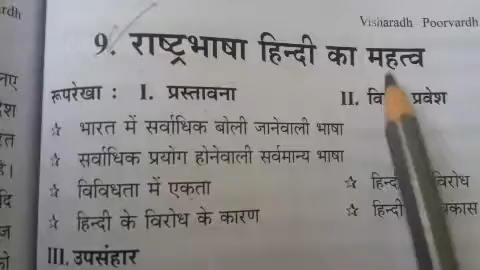 Visharadh Poorvardh
9. राष्ट्रभाषा हिन्दी का महत्व
रूपरेखा : I. प्रस्तावना II. प्रवेश
☆ भारत में सर्वाधिक बोली जानेवाली भाषा
☆ सर्वाधिक प्रयोग होनेवाली सर्वमान्य भाषा
☆ विविधता में एकता ☆ विरोध
☆ हिन्दी के विरोध के कारण ☆
III. उपसंहार